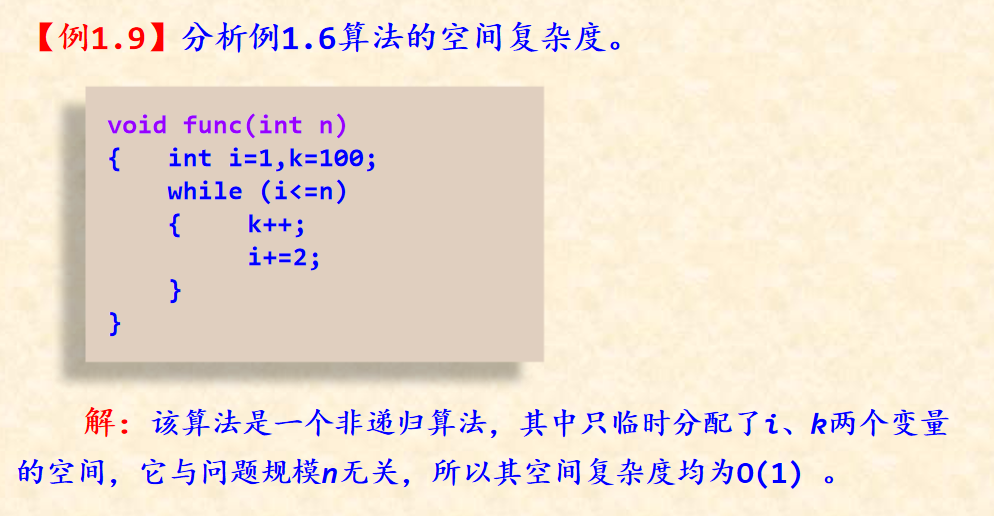 【例1.9】分析例1.6算法的空间复杂度。
void func(int n)
{   int i=1,k=100;
    while (i<=n)
    {    k++;
         i+=2;
    }
}
解：该算法是一个非递归算法，其中只临时分配了i、k两个变量
的空间，它与问题规模n无关，所以其空间复杂度均为O(1) 。